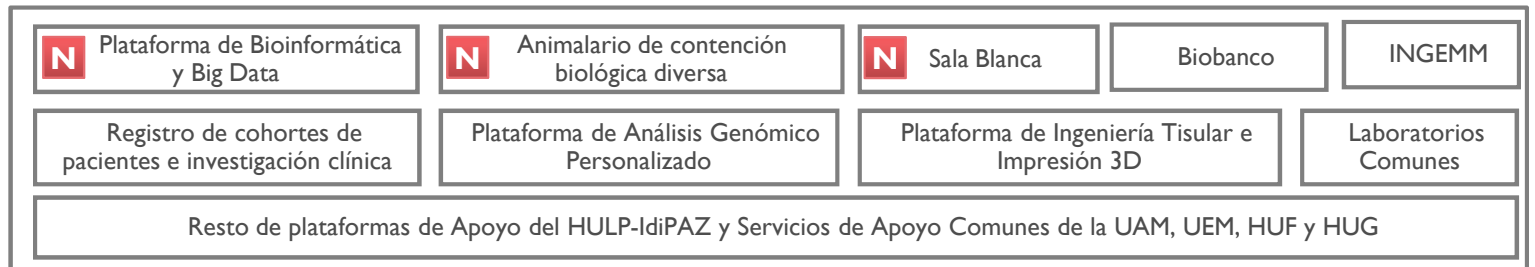 N Plataforma de Bioinformática
y Big Data
N Animalario de contención
biológica diversa
N Sala Blanca
Biobanco
INGEMM
Registro de cohortes de
pacientes e investigación clínica
Plataforma de Análisis Genómico
Personalizado
Plataforma de Ingeniería Tisular e
Impresión 3D
Laboratorios
Comunes
Resto de plataformas de Apoyo del HULP-IdiPAZ y Servicios de Apoyo Comunes de la UAM, UEM, HUF y HUG